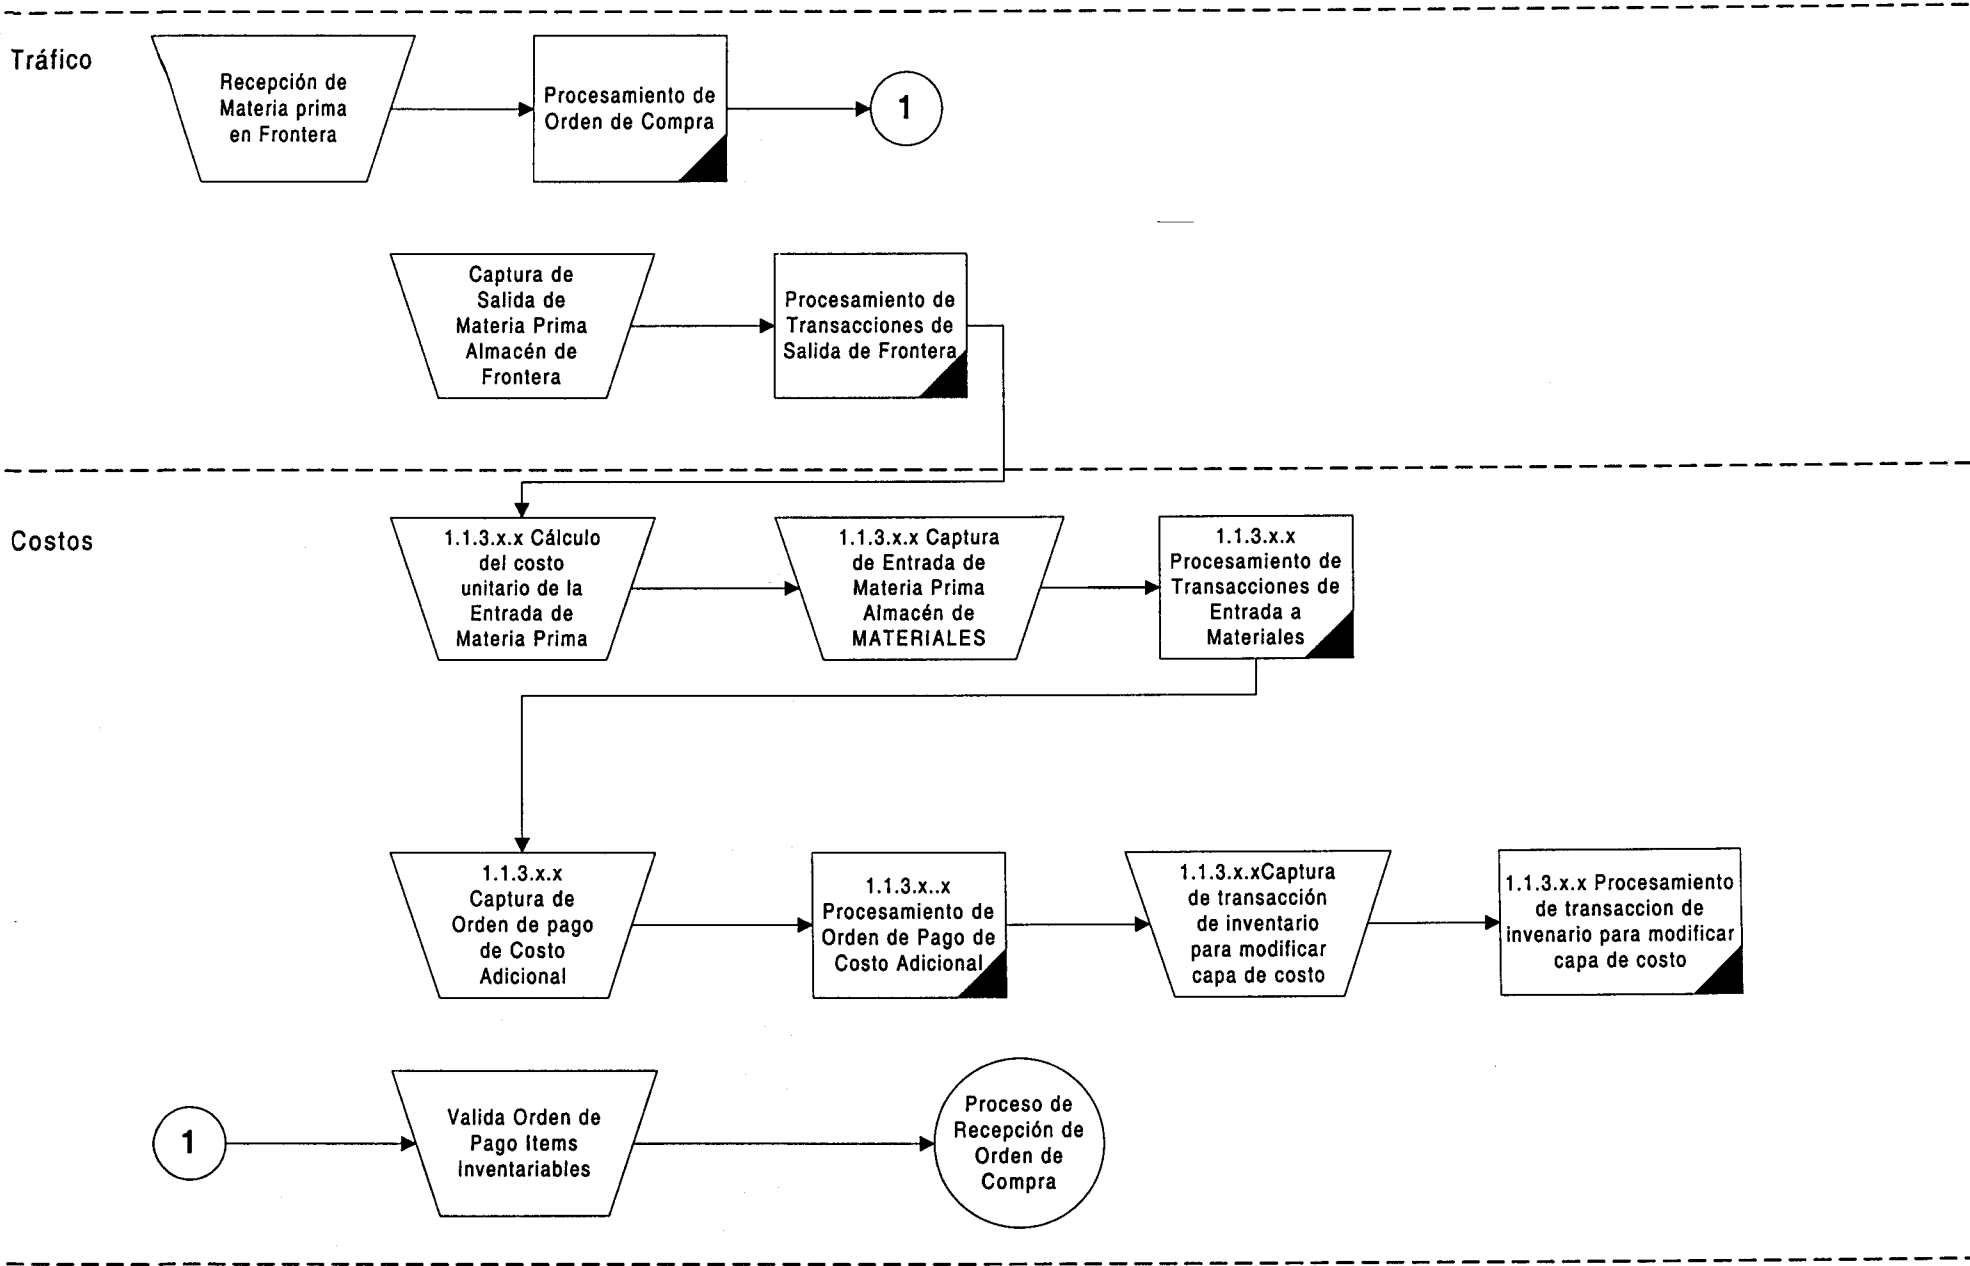 Tráfico
Recepción de
Materia prima
en Frontera
Procesamiento de
Orden de Compra
1
Captura de
Salida de
Materia Prima
Almacén de
Frontera
Procesamiento de
Transacciones de
Salida de Frontera
Costos
1.1.3.x.x Cálculo
del costo
unitario de la
Entrada de
Materia Prima
1.1.3.x.x Captura
de Entrada de
Materia Prima
Almacén de
MATERIALES
1.1.3.x.x
Procesamiento de
Transacciones de
Entrada a
Materiales
1.1.3.x.x
Captura de
Orden de pago
de Costo
Adicional
1.1.3.x..x
Procesamiento de
Orden de Pago de
Costo Adicional
1.1.3.x.xCaptura
de transacción
de inventario
para modificar
capa de costo
1.1.3.x.x Procesamiento
de transaccion de
invenario para modificar
capa de costo
1
Valida Orden de
Pago Items
Inventariables
Proceso de
Recepción de
Orden de
Compra